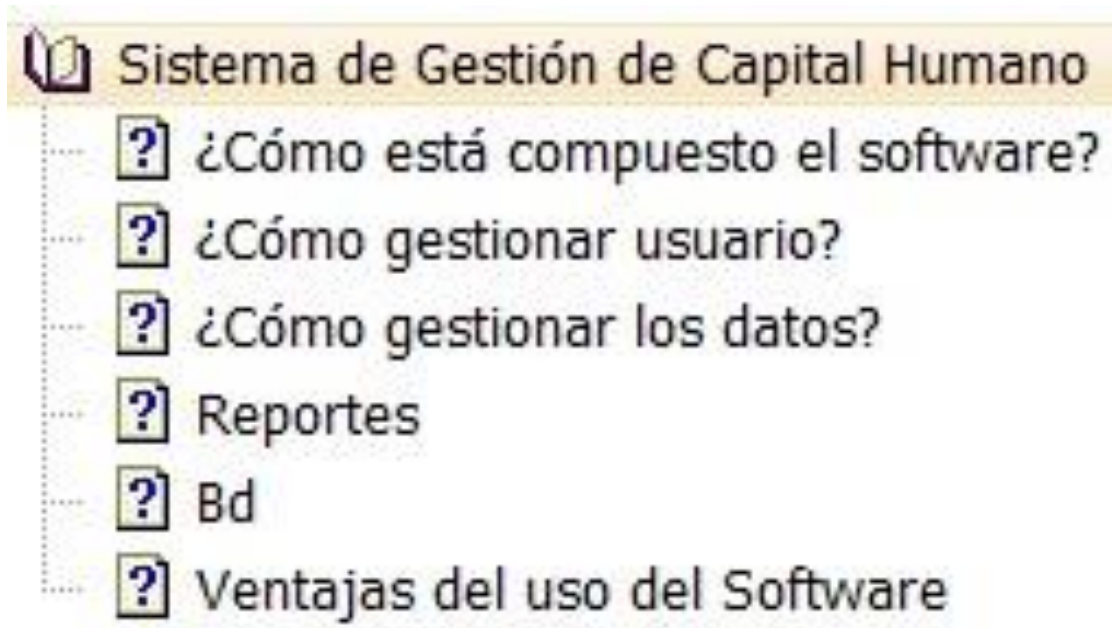 Sistema de Gestión de Capital Humano
¿Cómo está compuesto el software?
¿Cómo gestionar usuario?
¿Cómo gestionar los datos?
Reportes
Bd
Ventajas del uso del Software